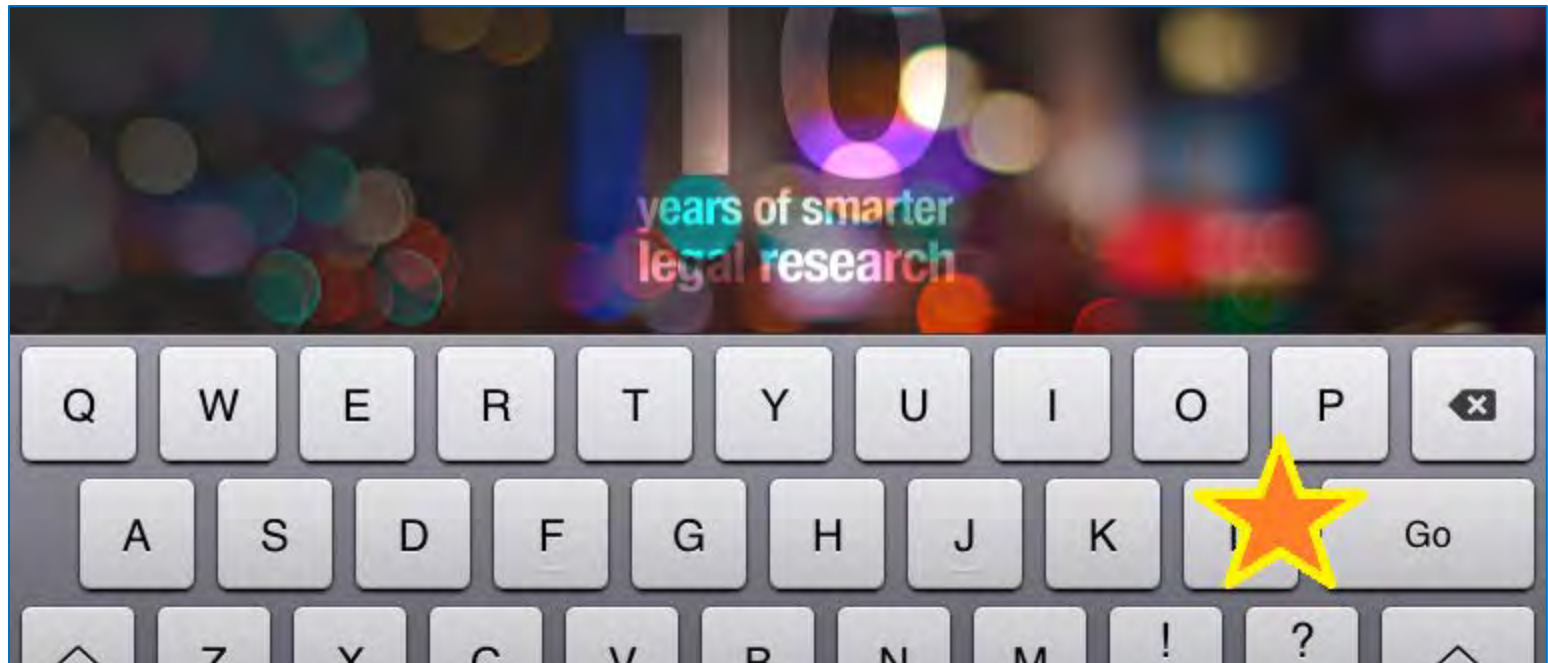 10
years of smarter
legal research
Q W E R T Y U I O P
A S D F G H J K Go
Z X C V B N M ! ?